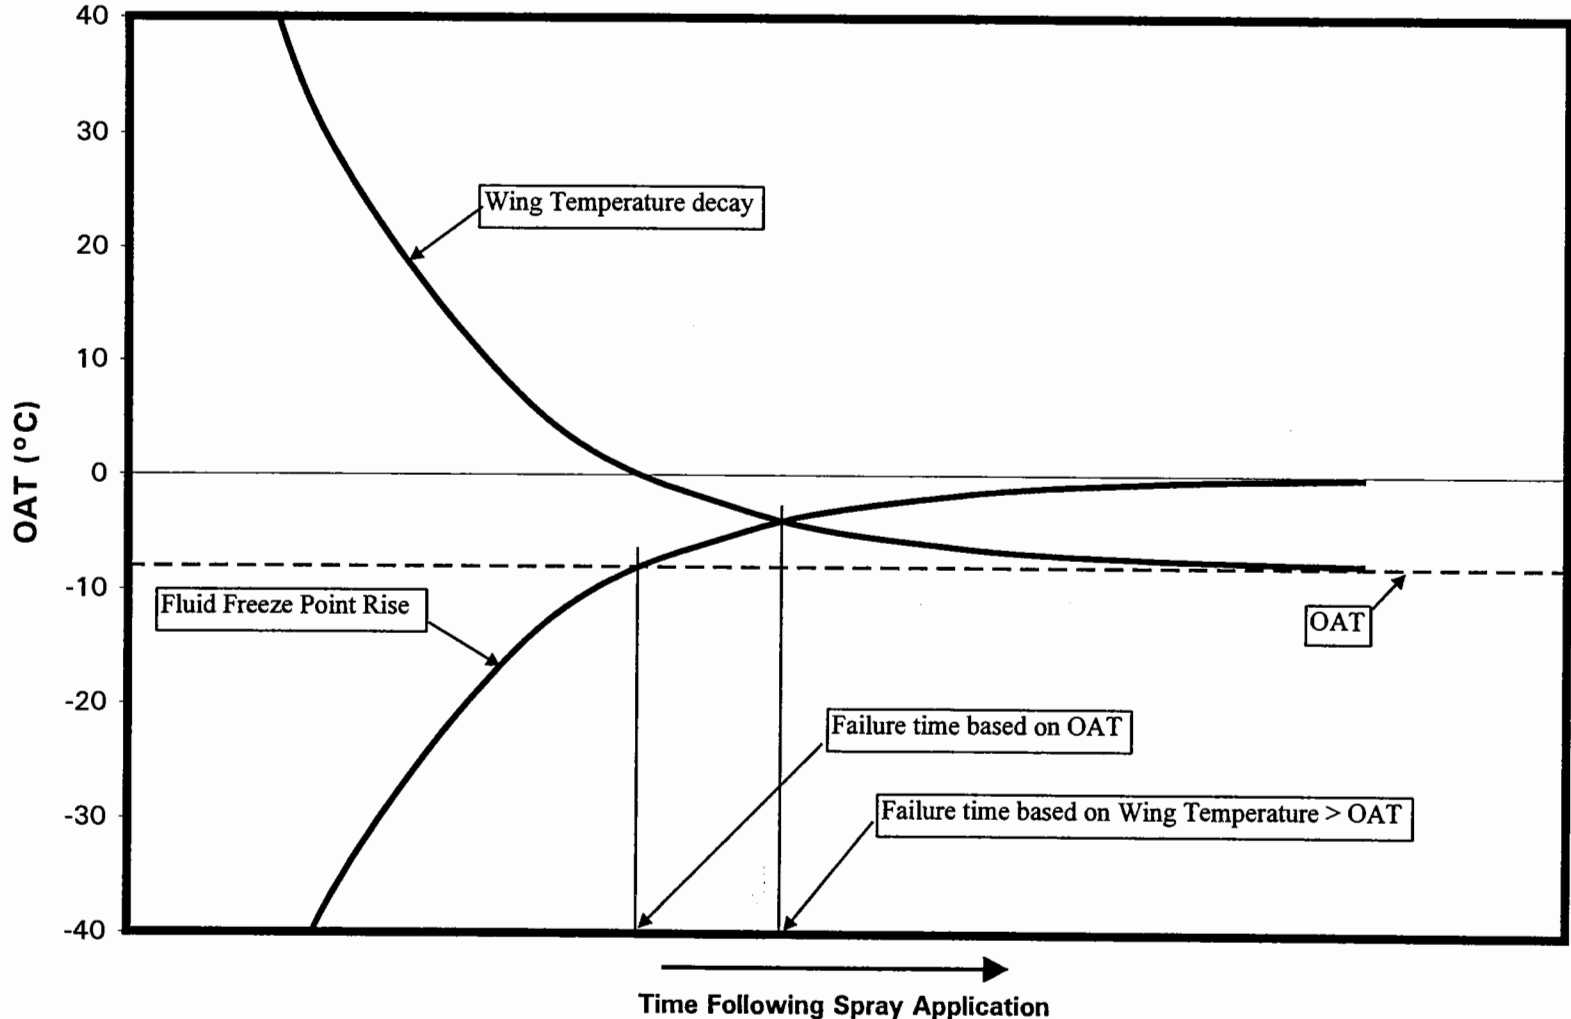 40
30
20
10
0
-10
-20
-30
-40
OAT (°C)
Wing Temperature decay
Fluid Freeze Point Rise
OAT
Failure time based on OAT
Failure time based on Wing Temperature > OAT
Time Following Spray Application